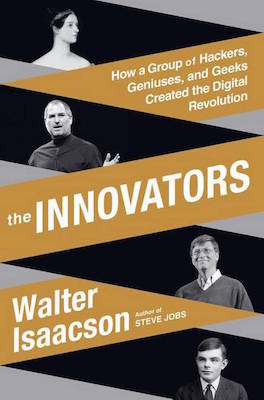 How a Group of Hackers,
Geniuses, and Geeks
Created the Digital
Revolution
the INNOVATORS
Walter
Isaacson
Author of
STEVE JOBS